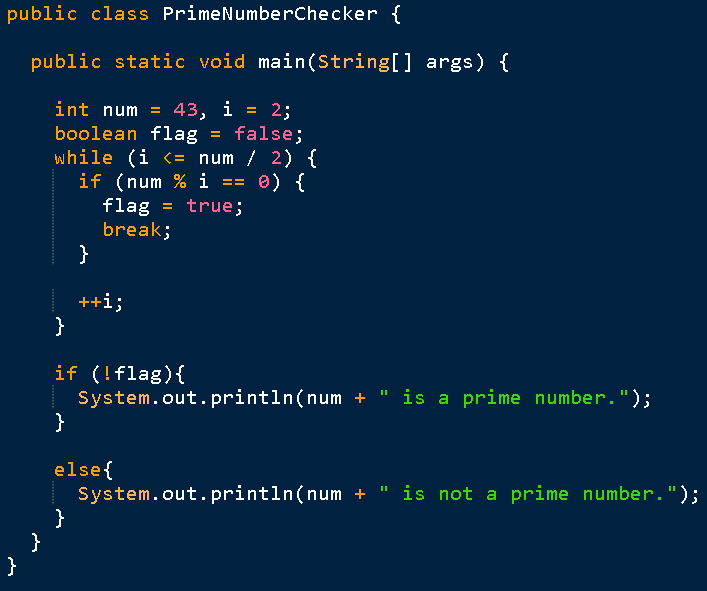 public class PrimeNumberChecker {
  public static void main(String[] args) {
    int num = 43, i = 2;
    boolean flag = false;
    while (i <= num / 2) {
      if (num % i == 0) {
        flag = true;
        break;
      }
      ++i;
    }
    if (!flag){
      System.out.println(num + " is a prime number.");
    }
    else{
      System.out.println(num + " is not a prime number.");
    }
  }
}